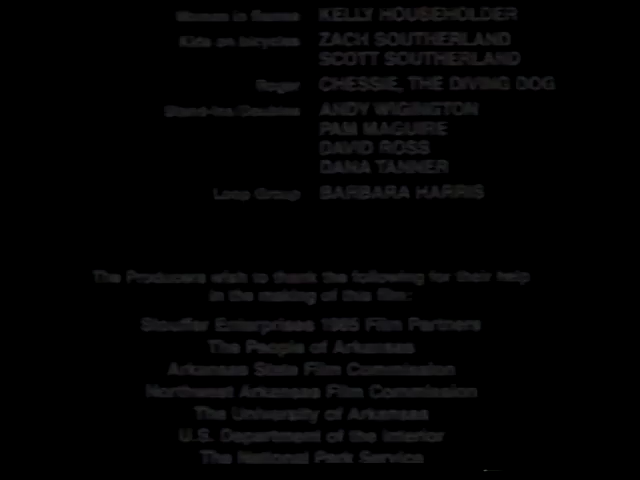 Women in Sunna KELLY HOUSEHOLDER
Kids on bicycles ZACH SOUTHERLAND
SCOTT SOUTHERLAND
Roger CHESSIE, THE DIVING DOG
Stand-ins/Doubles ANDY WIGINGTON
PAM MAGUIRE
DAVID ROSS
DANA TANNER
Loop Group BARBARA HARRIS
The Producers wish to thank the following for their help
in the making of this film:
Stouffer Enterprises 1985 Film Partners
The People of Arkansas
Arkansas State Film Commission
Northwest Arkansas Film Commission
The University of Arkansas
U.S. Department of the Interior
The National Park Service